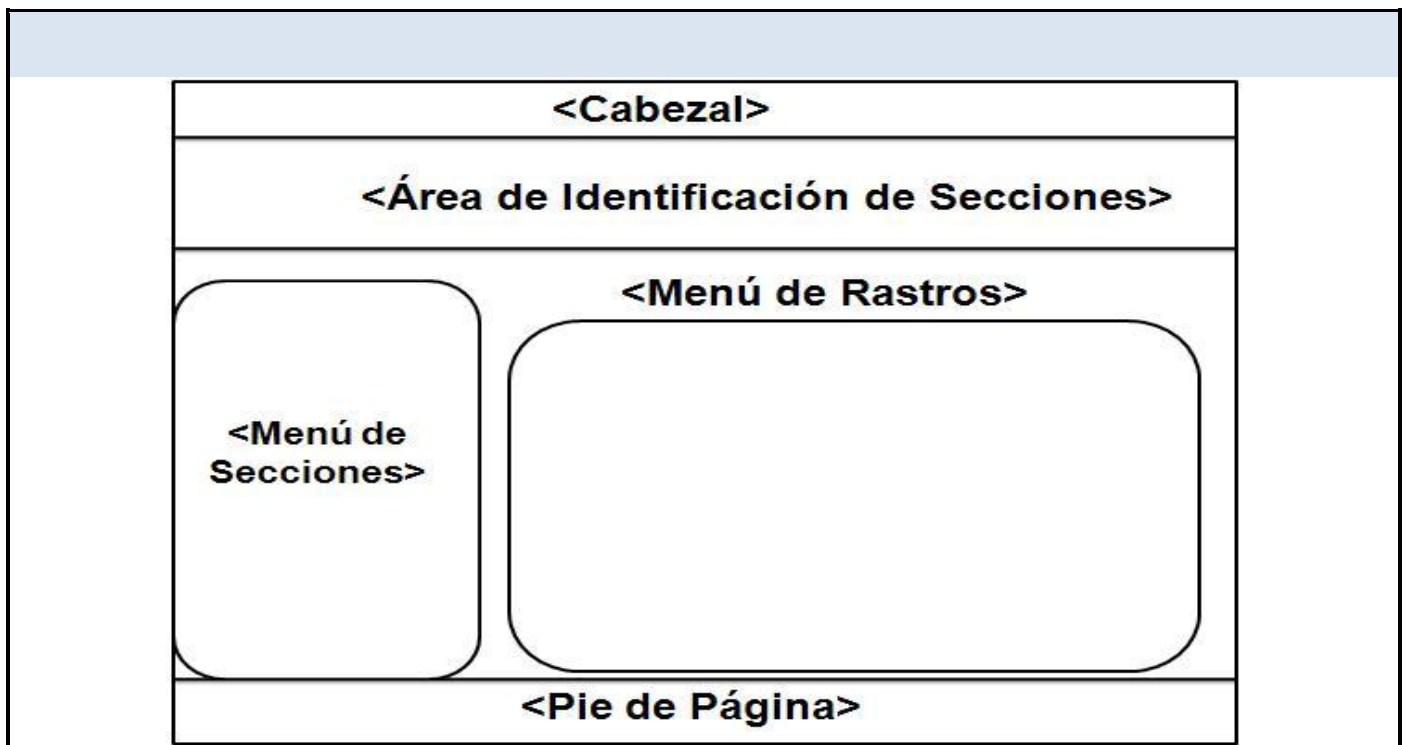 <Cabezal>
<Área de Identificación de Secciones>
<Menú de Rastros>
<Menú de
Secciones>
<Pie de Página>